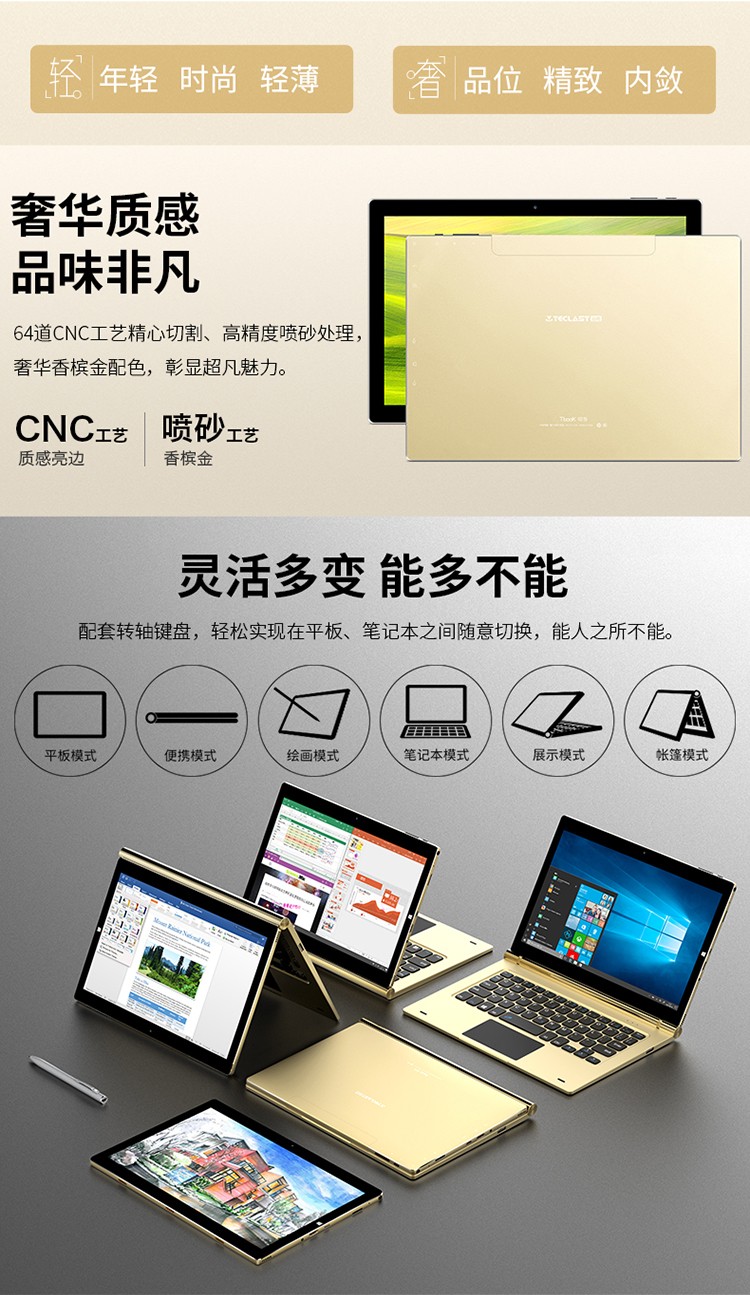 轻 年轻 时尚 轻薄
奢 品位 精致 内敛
奢华质感
品味非凡
64道CNC工艺精心切割、高精度喷砂处理，
奢华香槟金配色，彰显超凡魅力。
CNC工艺 喷砂工艺
质感亮边 香槟金
TECLAST
灵活多变 能多不能
配套转轴键盘，轻松实现在平板、笔记本之间随意切换，能人之所不能。
平板模式 便携模式 绘画模式 笔记本模式 展示模式 帐篷模式